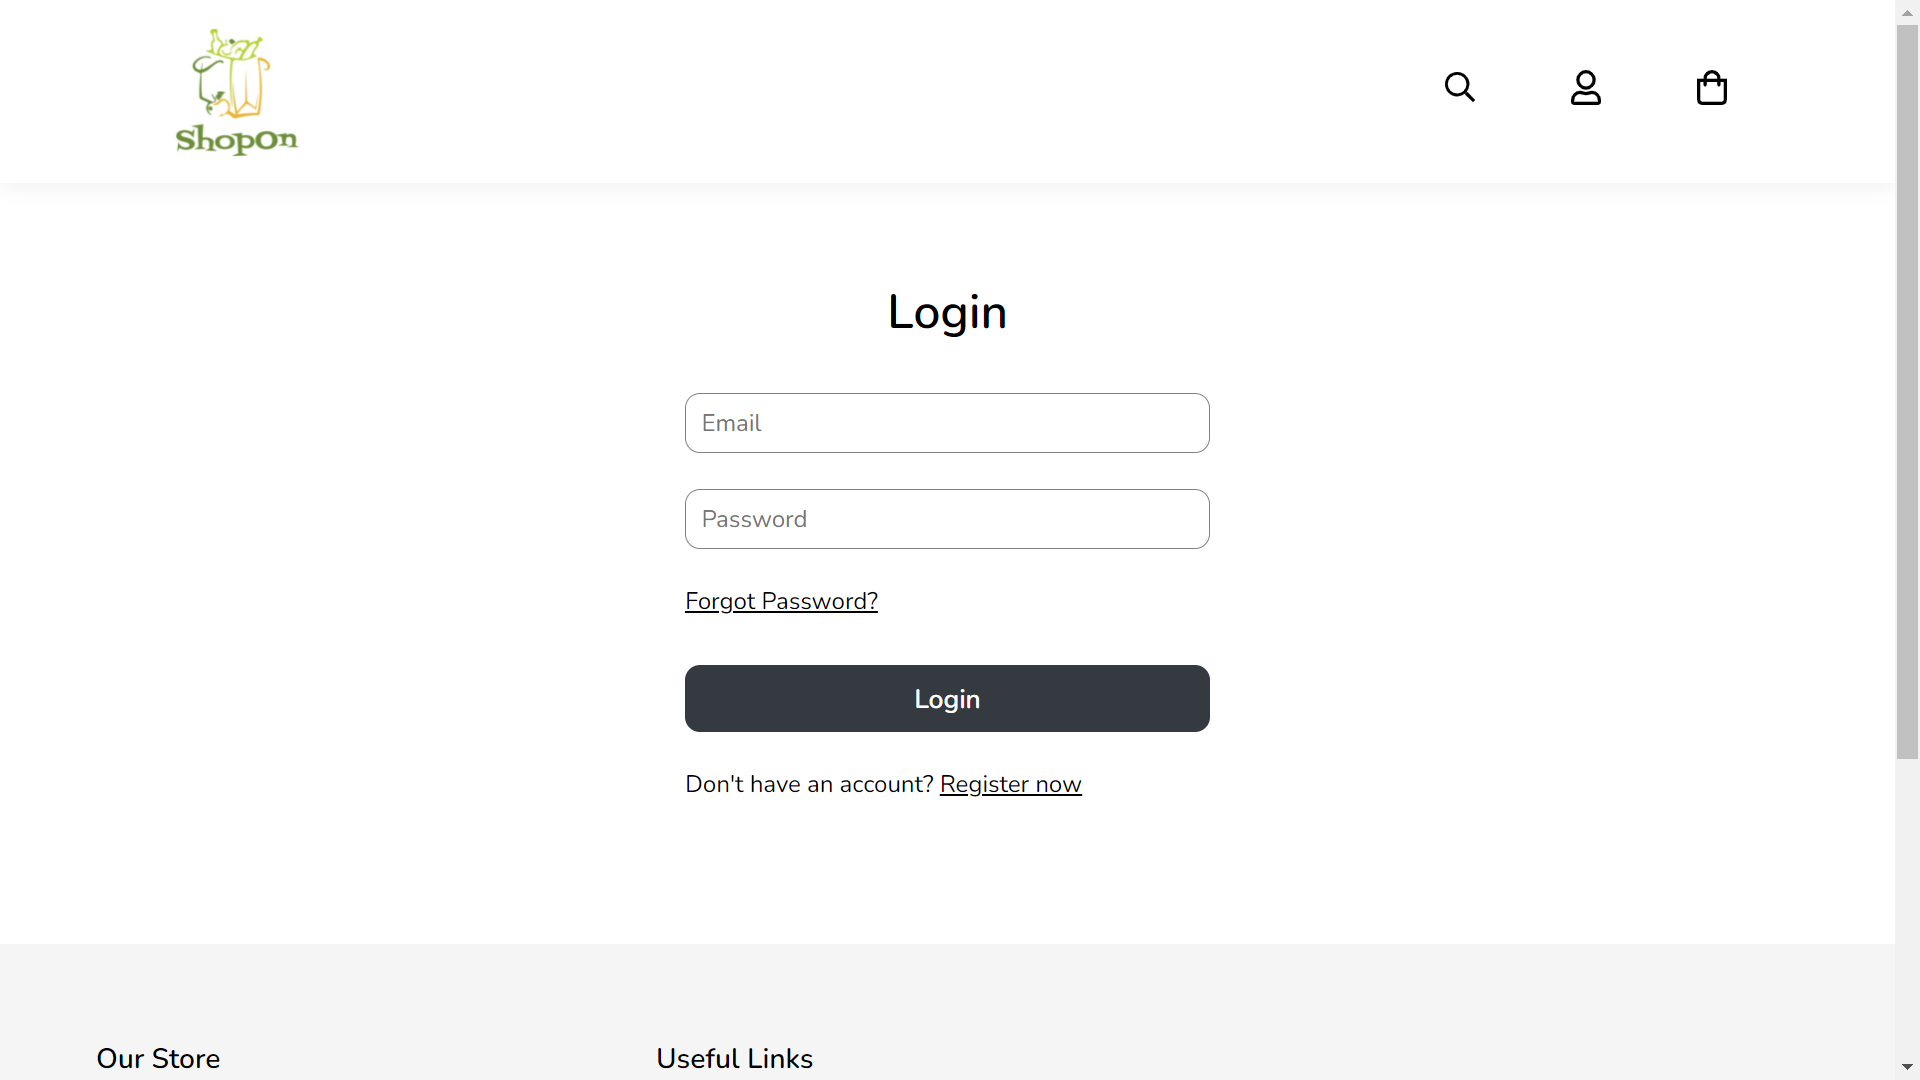 ShopOn
Login
Email
Password
Forgot Password?
Login
Don't have an account? Register now
Our Store
Useful Links